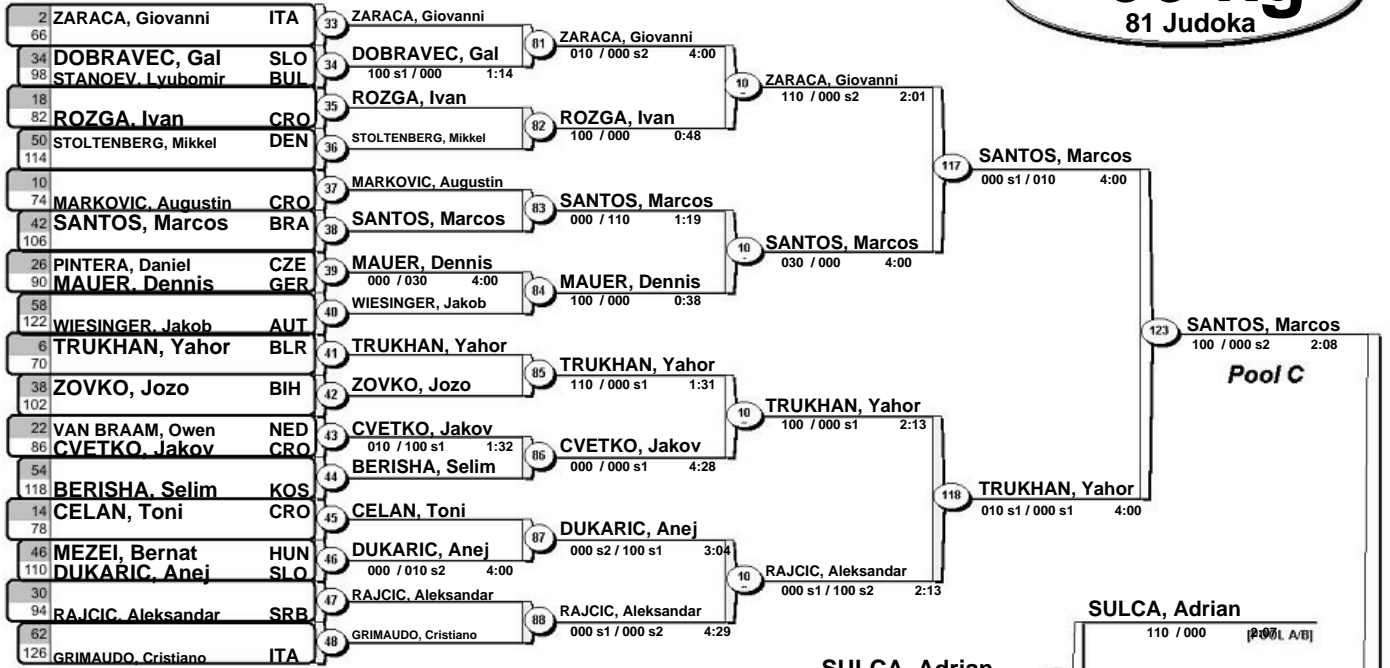 81 Judoka
2 ZARACA, Giovanni ITA
66
34 DOBRAVEC, Gal SLO
98 STANOEV, Lyubomir BUL
18
82 ROZGA, Ivan CRO
50 STOLTENBERG, Mikkel DEN
114
10
74 MARKOVIC, Augustin CRO
42 SANTOS, Marcos BRA
106
26 PINTERA, Daniel CZE
90 MAUER, Dennis GER
58
122 WIESINGER, Jakob AUT
6 TRUKHAN, Yahor BLR
70
38 ZOVKO, Jozo BIH
102
22 VAN BRAAM, Owen NED
86 CVETKO, Jakov CRO
54
118 BERISHA, Selim KOS
14 CELAN, Toni CRO
78
46 MEZEI, Bernat HUN
110 DUKARIC, Anej SLO
30
94 RAJCIC, Aleksandar SRB
62
126 GRIMAUDO, Cristiano ITA
33 ZARACA, Giovanni
34 DOBRAVEC, Gal
100 s1 / 000 1:14
35 ROZGA, Ivan
36 STOLTENBERG, Mikkel
37 MARKOVIC, Augustin
38 SANTOS, Marcos
39 MAUER, Dennis
000 / 030 4:00
40 WIESINGER, Jakob
41 TRUKHAN, Yahor
42 ZOVKO, Jozo
43 CVETKO, Jakov
010 / 100 s1 1:32
44 BERISHA, Selim
45 CELAN, Toni
46 DUKARIC, Anej
000 / 010 s2 4:00
47 RAJCIC, Aleksandar
48 GRIMAUDO, Cristiano
81 ZARACA, Giovanni
010 / 000 s2 4:00
82 ROZGA, Ivan
100 / 000 0:48
83 SANTOS, Marcos
000 / 110 1:19
84 MAUER, Dennis
100 / 000 0:38
85 TRUKHAN, Yahor
110 / 000 s1 1:31
86 CVETKO, Jakov
000 / 000 s1 4:28
87 DUKARIC, Anej
000 s2 / 100 s1 3:04
88 RAJCIC, Aleksandar
000 s1 / 000 s2 4:29
10 ZARACA, Giovanni
110 / 000 s2 2:01
10 SANTOS, Marcos
030 / 000 4:00
10 TRUKHAN, Yahor
100 / 000 s1 2:13
10 RAJCIC, Aleksandar
000 s1 / 100 s2 2:13
117 SANTOS, Marcos
000 s1 / 010 4:00
118 TRUKHAN, Yahor
010 s1 / 000 s1 4:00
123 SANTOS, Marcos
100 / 000 s2 2:08
Pool C
SULCA, Adrian
110 / 000 2:07 [POOL A/B]
SULCA, Adrian